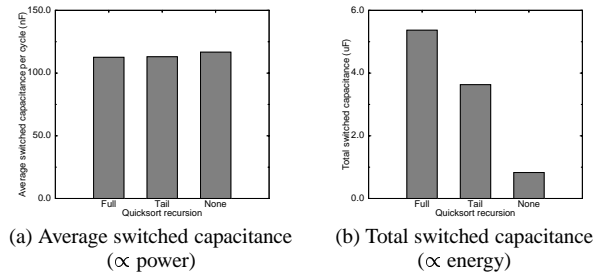 Average switched capacitance per cycle (nF)
150.0
100.0
50.0
0.0
Full Tail None
Quicksort recursion
(a) Average switched capacitance
(∝ power)
Total switched capacitance (uF)
6.0
4.0
2.0
0.0
Full Tail None
Quicksort recursion
(b) Total switched capacitance
(∝ energy)